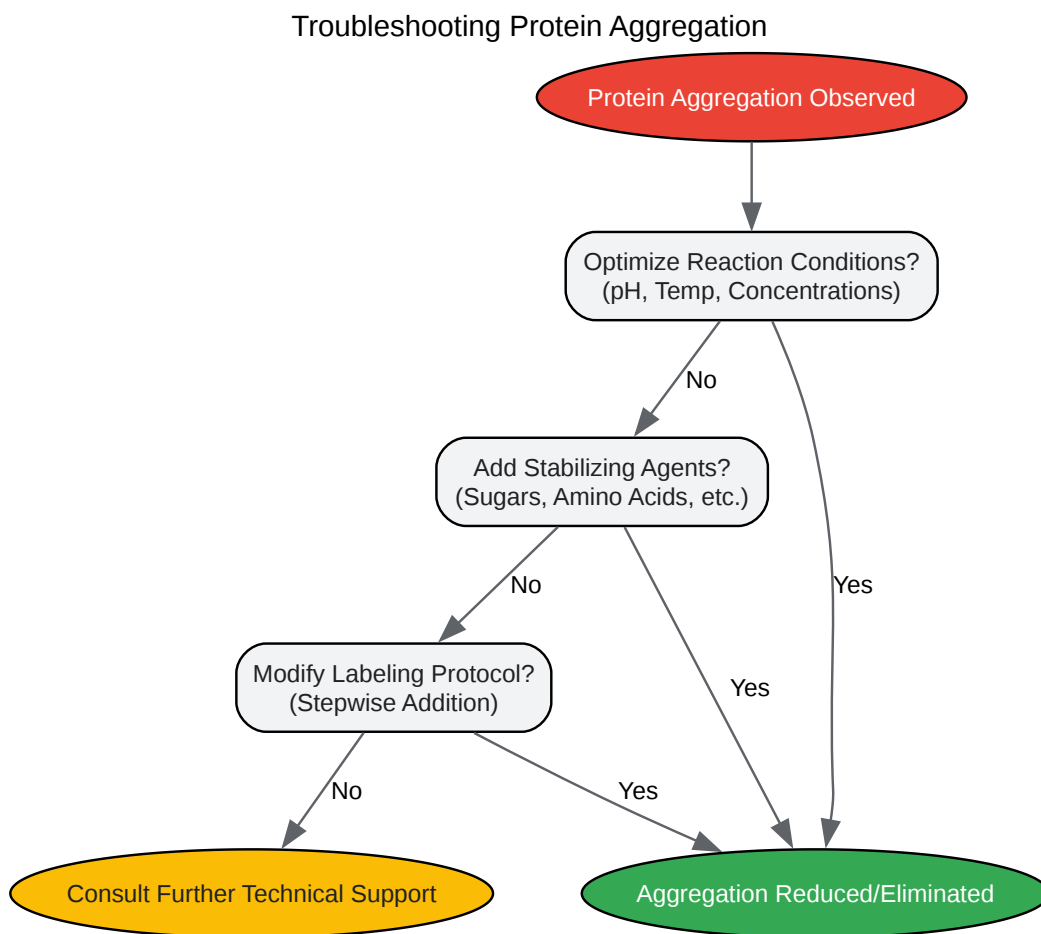 Troubleshooting Protein Aggregation
Protein Aggregation Observed
Optimize Reaction Conditions?
(pH, Temp, Concentrations)
No
Add Stabilizing Agents?
(Sugars, Amino Acids, etc.)
No
Yes
Modify Labeling Protocol?
(Stepwise Addition)
Yes
No
Yes
Consult Further Technical Support
Aggregation Reduced/Eliminated